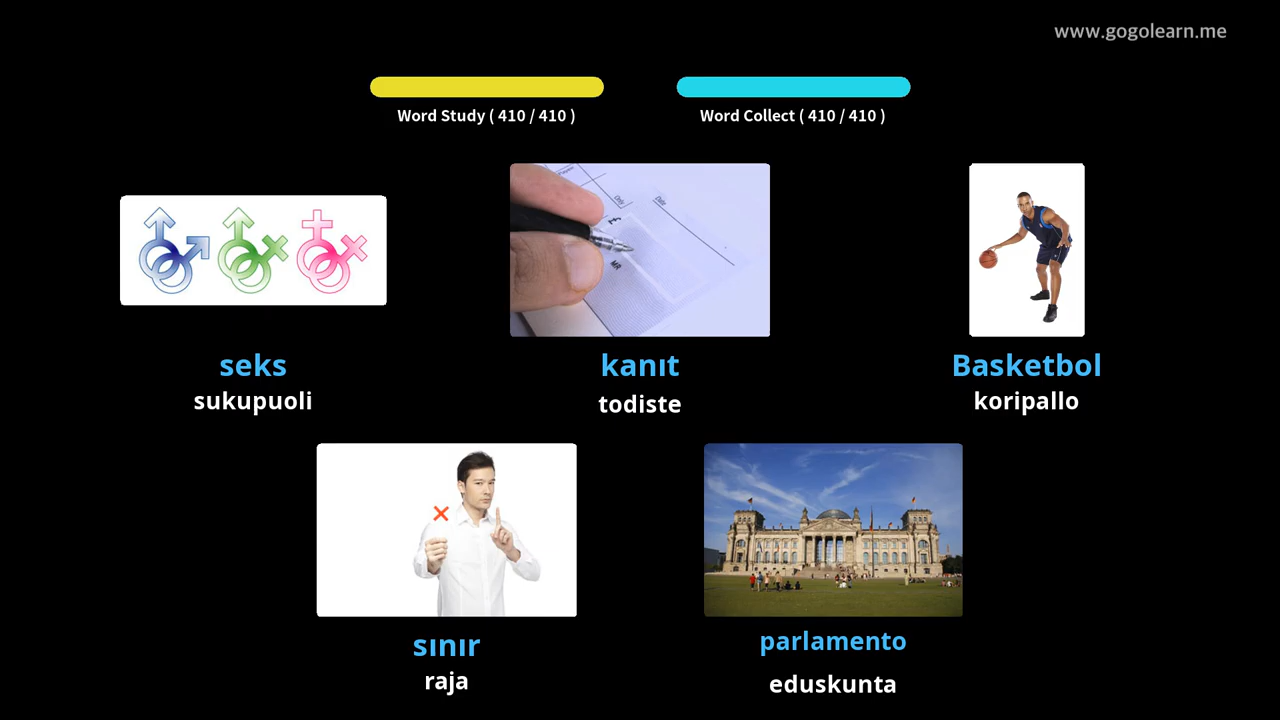 www.gogolearn.me
Word Study ( 410 / 410 )
Word Collect ( 410 / 410 )
seks
sukupuoli
kanıt
todiste
Basketbol
koripallo
sınır
raja
parlamento
eduskunta